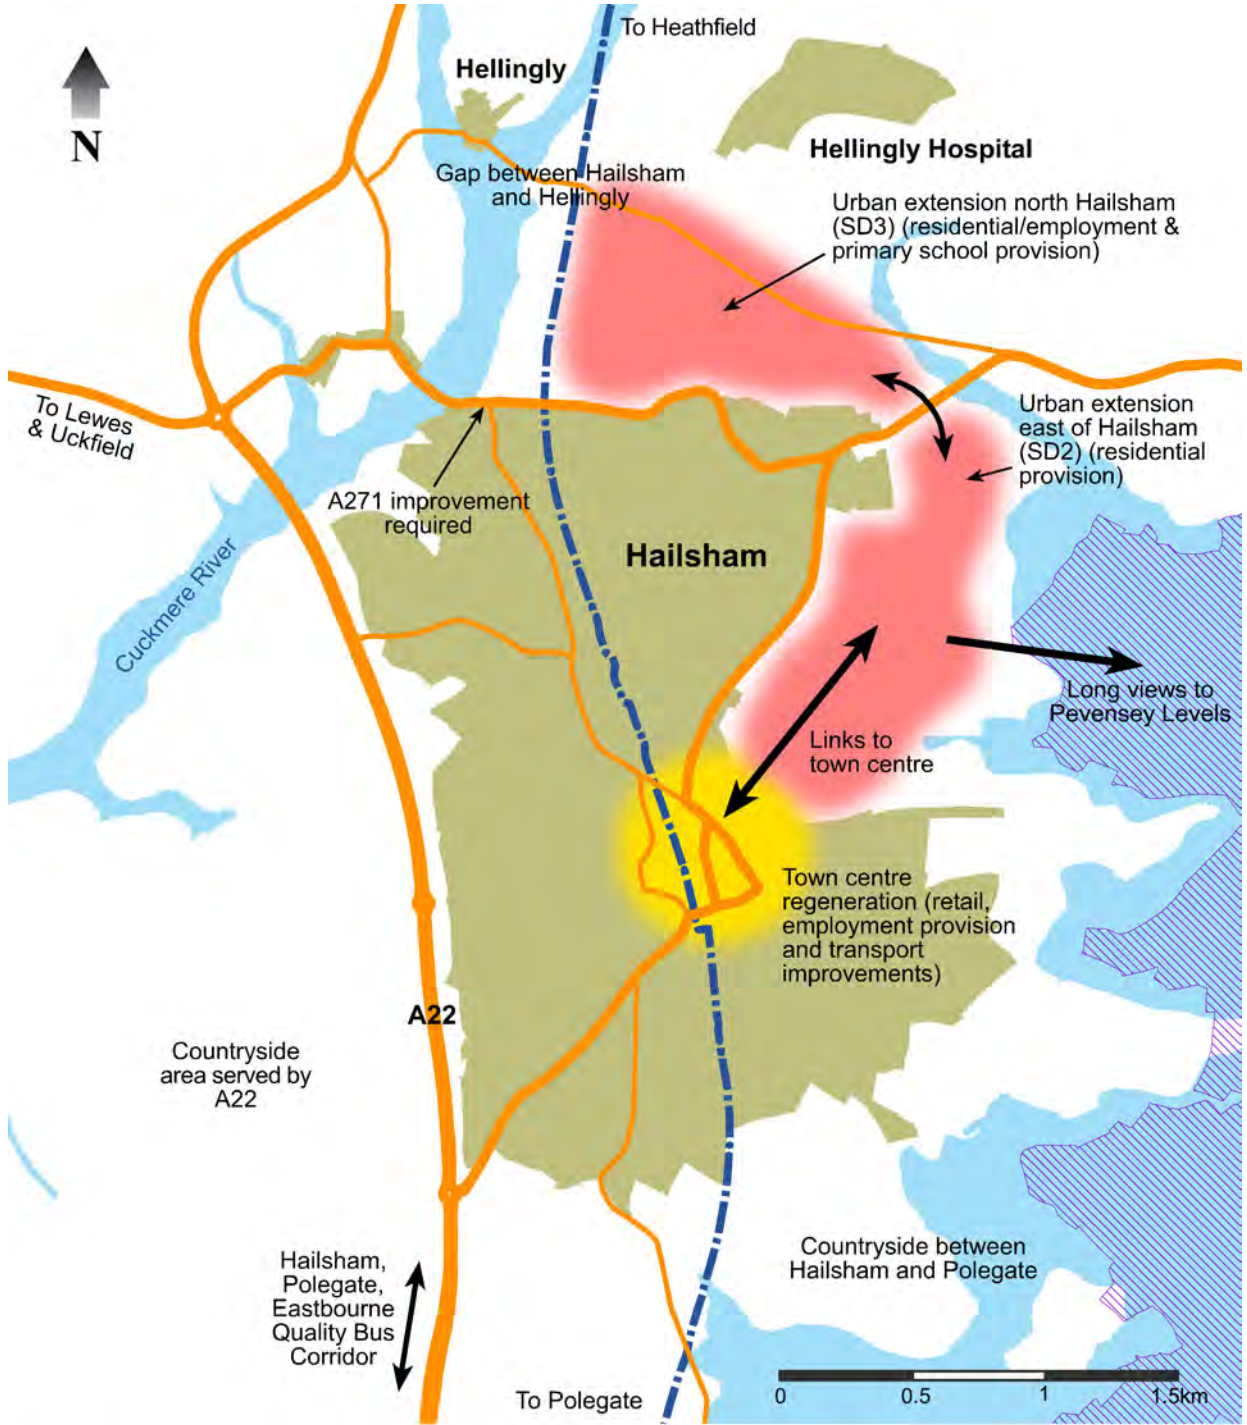 To Heathfield
Hellingly
N
Hellingly Hospital
Gap between Hailsham
and Hellingly
Urban extension north Hailsham
(SD3) (residential/employment &
primary school provision)
To Lewes
& Uckfield
Urban extension
east of Hailsham
(SD2) (residential
provision)
A271 improvement
required
Hailsham
Cuckmere River
Long views to
Pevensey Levels
Links to
town centre
Town centre
regeneration (retail,
employment provision
and transport
improvements)
A22
Countryside
area served by
A22
Countryside between
Hailsham and Polegate
Hailsham,
Polegate,
Eastbourne
Quality Bus
Corridor
To Polegate
0 0.5 1 1.5km